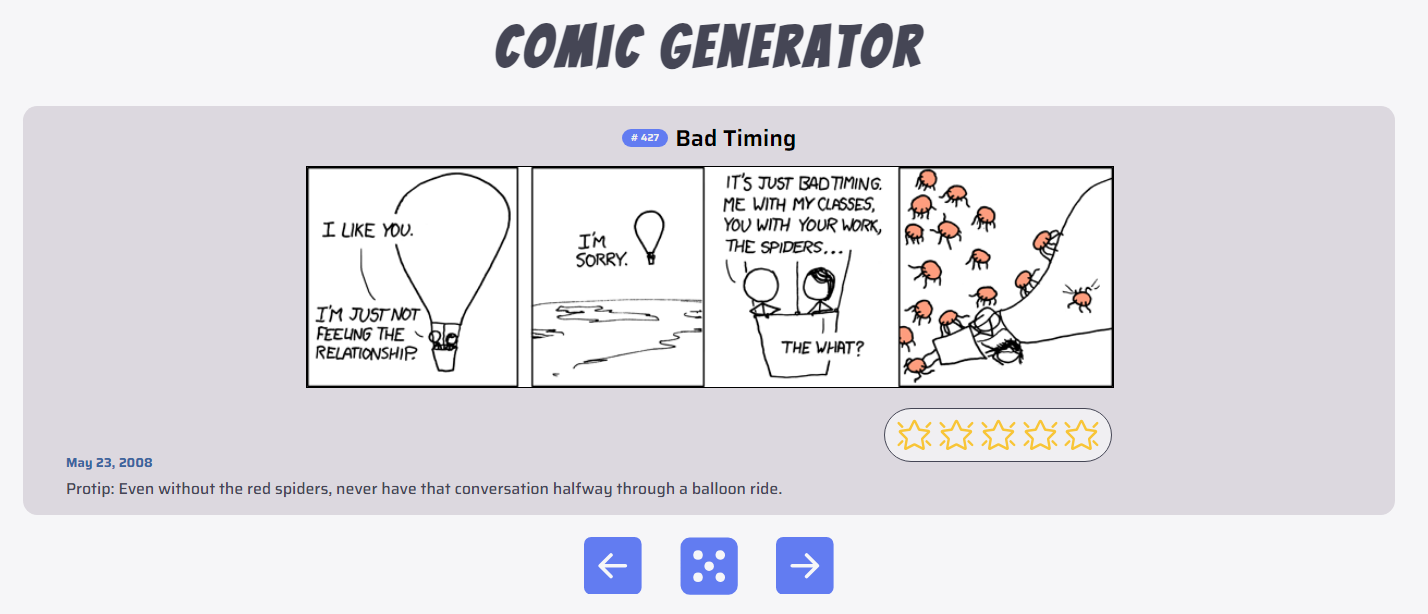 COMIC GENERATOR
# 427 Bad Timing
I LIKE YOU.
I'M JUST NOT
FEELING THE
RELATIONSHIP.
I'M
SORRY.
IT'S JUST BAD TIMING.
ME WITH MY CLASSES,
YOU WITH YOUR WORK,
THE SPIDERS...
THE WHAT?
May 23, 2008
Protip: Even without the red spiders, never have that conversation halfway through a balloon ride.